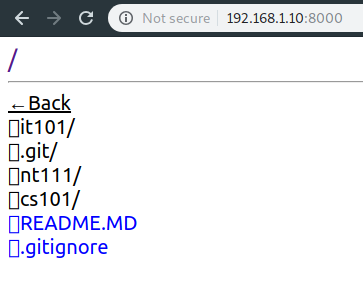 Not secure | 192.168.1.10:8000
/
←Back
▯it101/
▯.git/
▯nt111/
▯cs101/
▯README.MD
▯.gitignore